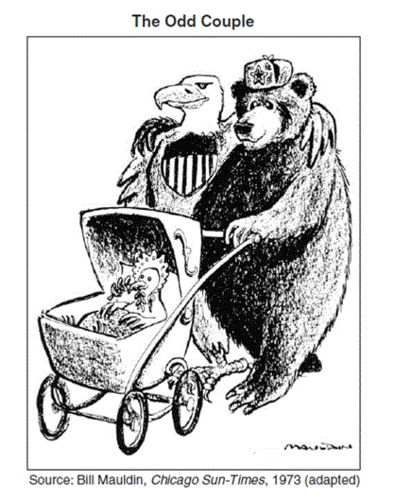 The Odd Couple
MAULDIN
Source: Bill Mauldin, Chicago Sun-Times, 1973 (adapted)